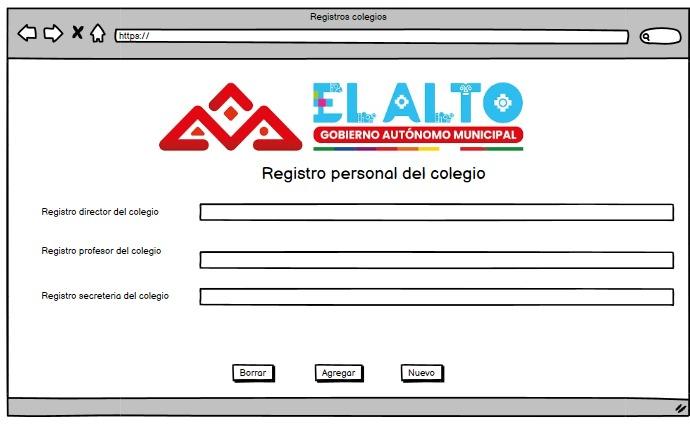 Registros colegios
https://
EL ALTO
GOBIERNO AUTÓNOMO MUNICIPAL
Registro personal del colegio
Registro director del colegio
Registro profesor del colegio
Registro secreteria del colegio
Borrar
Agregar
Nuevo